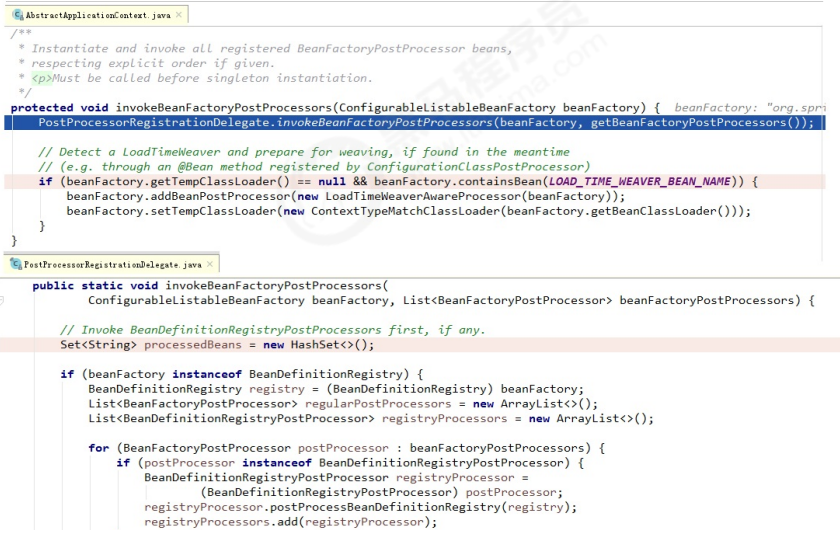 AbstractApplicationContext.java ×
/**
 * Instantiate and invoke all registered BeanFactoryPostProcessor beans,
 * respecting explicit order if given.
 * <p>Must be called before singleton instantiation.
 */
protected void invokeBeanFactoryPostProcessors(ConfigurableListableBeanFactory beanFactory) { beanFactory: "org.spri
PostProcessorRegistrationDelegate.invokeBeanFactoryPostProcessors(beanFactory, getBeanFactoryPostProcessors());
// Detect a LoadTimeWeaver and prepare for weaving, if found in the meantime
// (e.g. through an @Bean method registered by ConfigurationClassPostProcessor)
if (beanFactory.getTempClassLoader() == null && beanFactory.containsBean(LOAD_TIME_WEAVER_BEAN_NAME)) {
beanFactory.addBeanPostProcessor(new LoadTimeWeaverAwareProcessor(beanFactory));
beanFactory.setTempClassLoader(new ContextTypeMatchClassLoader(beanFactory.getBeanClassLoader()));
}
}
PostProcessorRegistrationDelegate.java ×
public static void invokeBeanFactoryPostProcessors(
ConfigurableListableBeanFactory beanFactory, List<BeanFactoryPostProcessor> beanFactoryPostProcessors) {
// Invoke BeanDefinitionRegistryPostProcessors first, if any.
Set<String> processedBeans = new HashSet<>();
if (beanFactory instanceof BeanDefinitionRegistry) {
BeanDefinitionRegistry registry = (BeanDefinitionRegistry) beanFactory;
List<BeanFactoryPostProcessor> regularPostProcessors = new ArrayList<>();
List<BeanDefinitionRegistryPostProcessor> registryProcessors = new ArrayList<>();
for (BeanFactoryPostProcessor postProcessor : beanFactoryPostProcessors) {
if (postProcessor instanceof BeanDefinitionRegistryPostProcessor) {
BeanDefinitionRegistryPostProcessor registryProcessor =
(BeanDefinitionRegistryPostProcessor) postProcessor;
registryProcessor.postProcessBeanDefinitionRegistry(registry);
registryProcessors.add(registryProcessor);